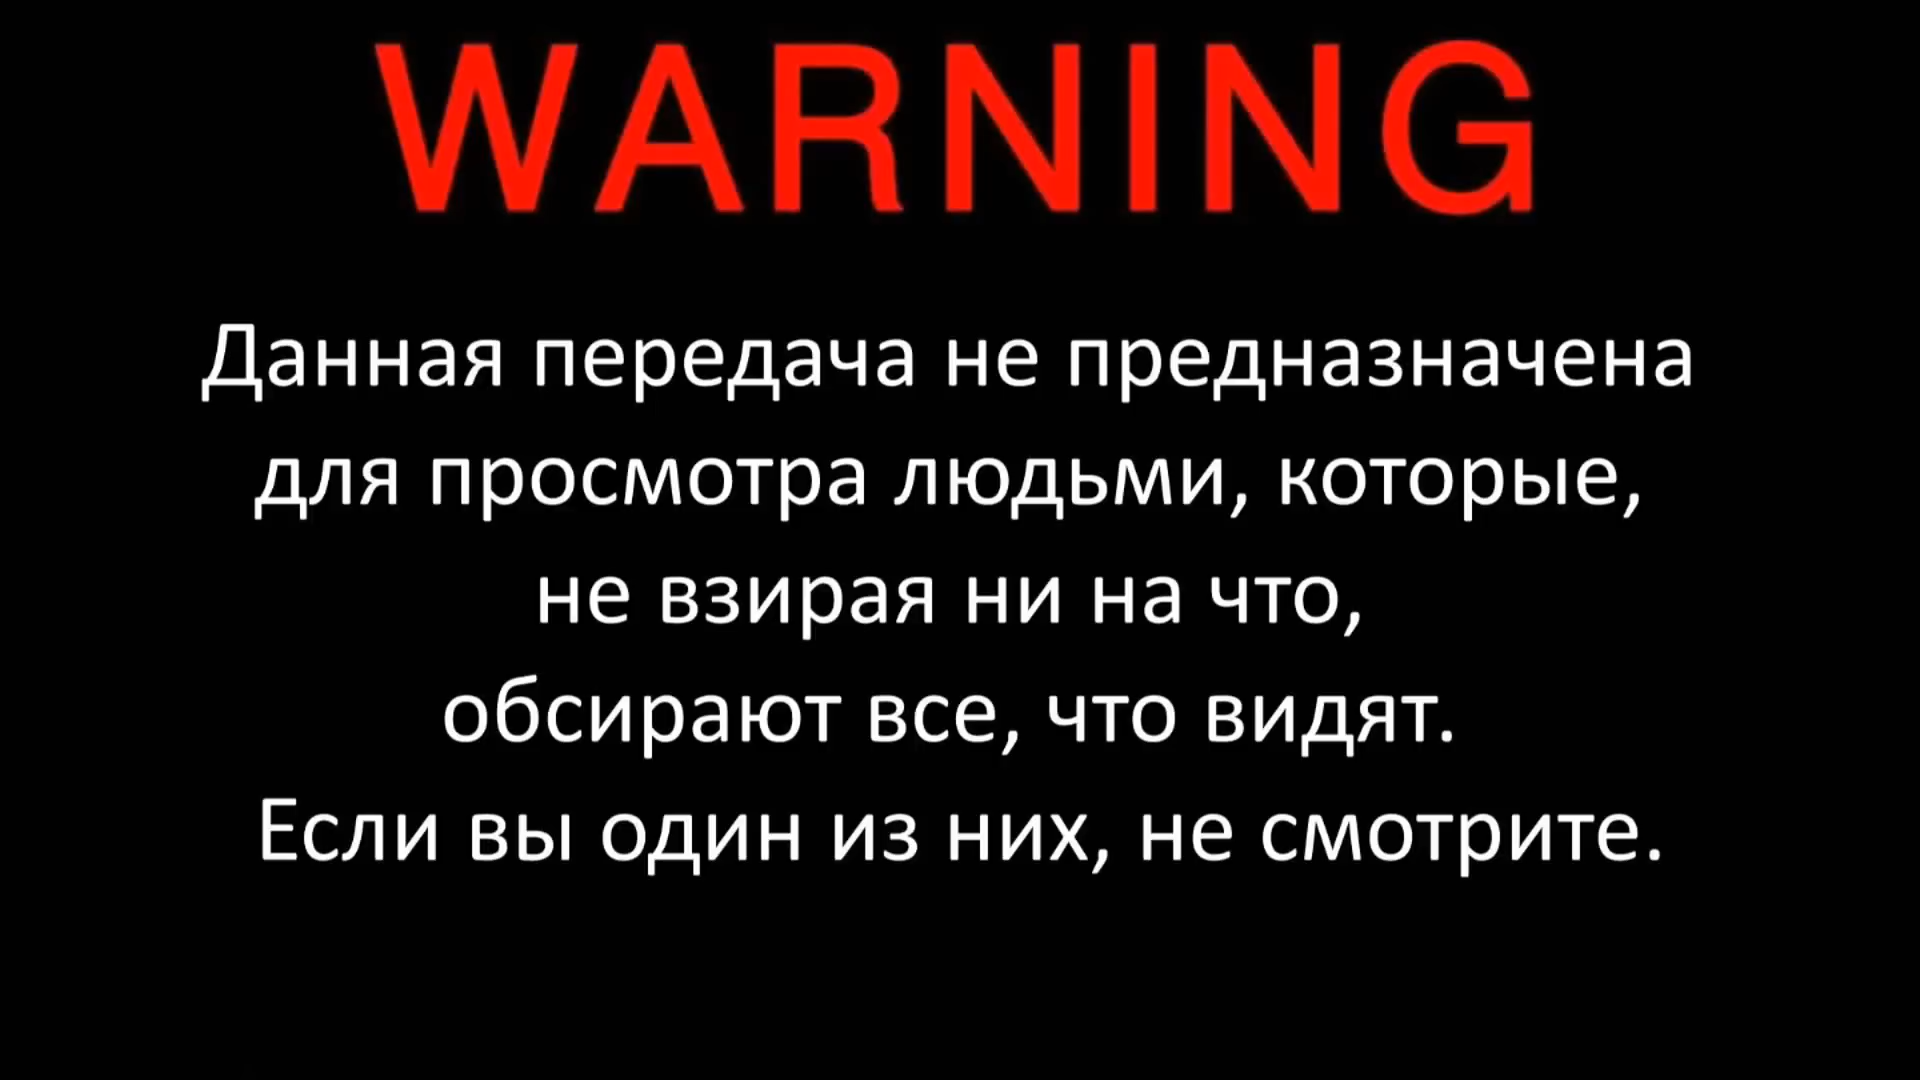 WARNING
Данная передача не предназначена
для просмотра людьми, которые,
не взирая ни на что,
обсирают все, что видят.
Если вы один из них, не смотрите.